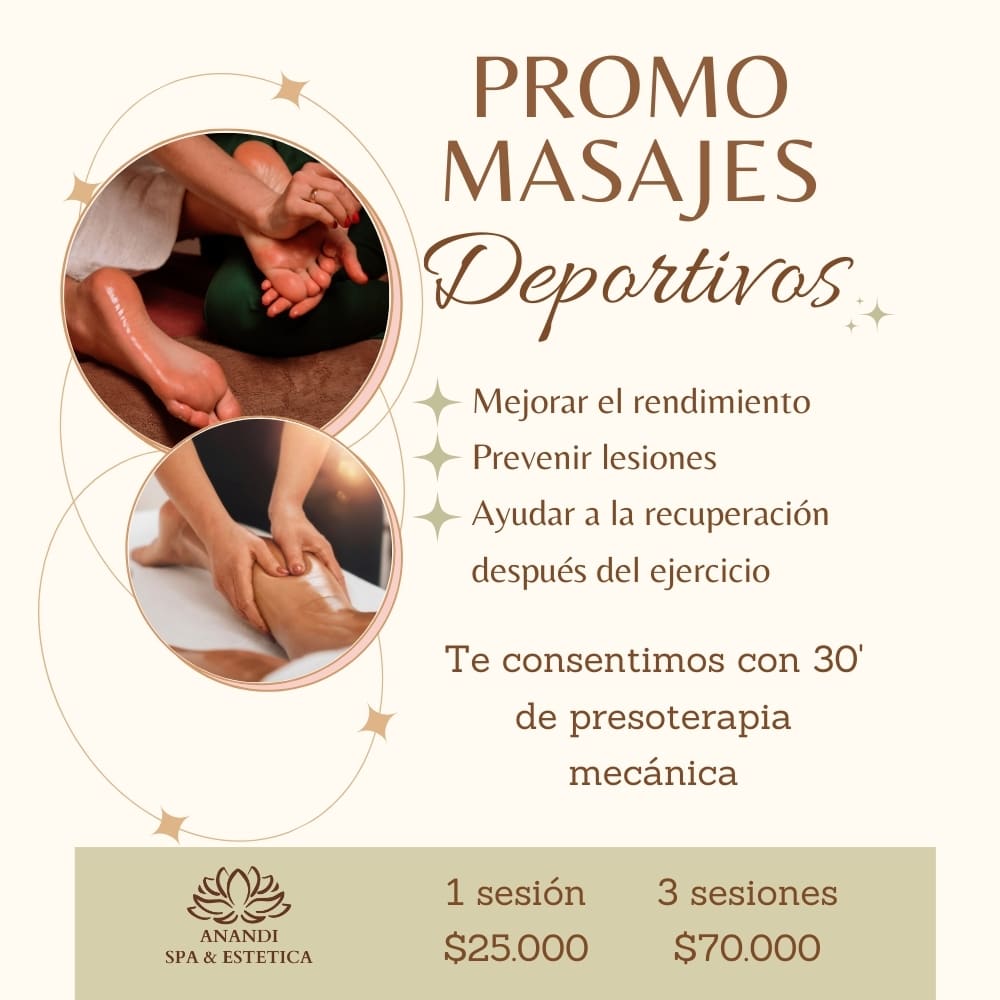 PROMO
MASAJES
Deportivos
Mejorar el rendimiento
Prevenir lesiones
Ayudar a la recuperación
después del ejercicio
Te consentimos con 30'
de presoterapia
mecánica
ANANDI
SPA & ESTETICA
1 sesión
$25.000
3 sesiones
$70.000